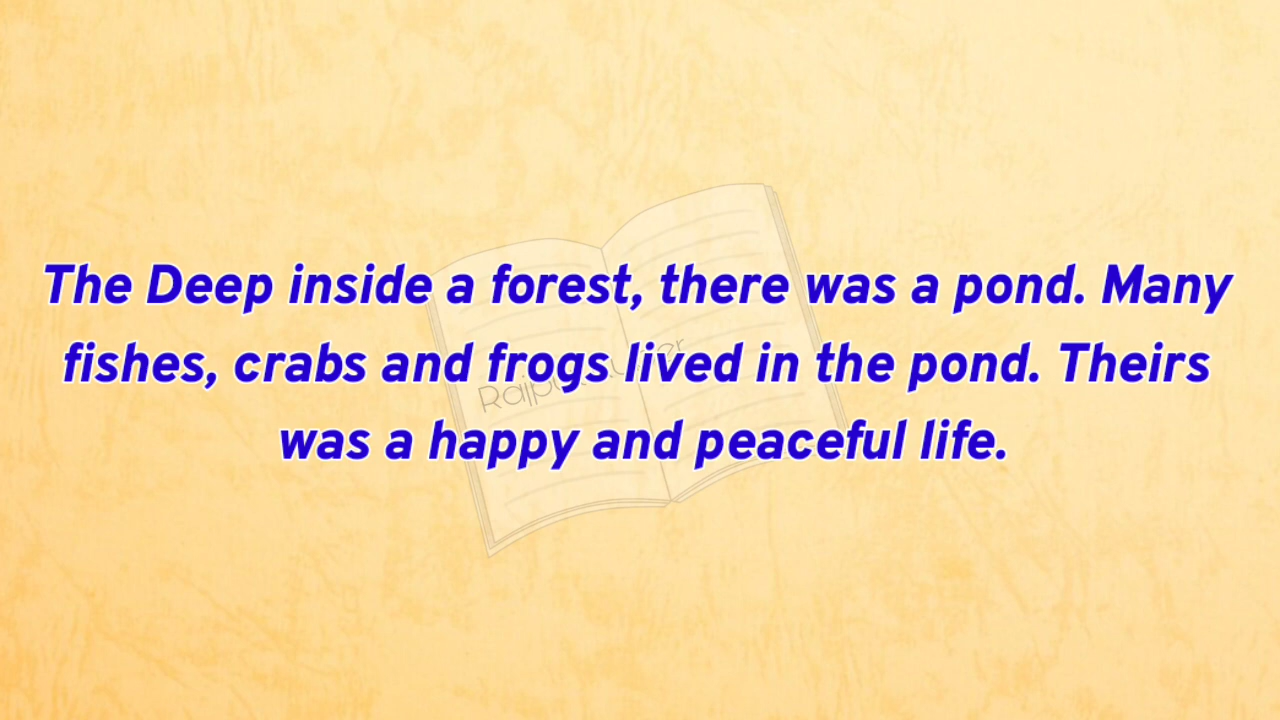 The Deep inside a forest, there was a pond. Many
fishes, crabs and frogs lived in the pond. Theirs
was a happy and peaceful life.